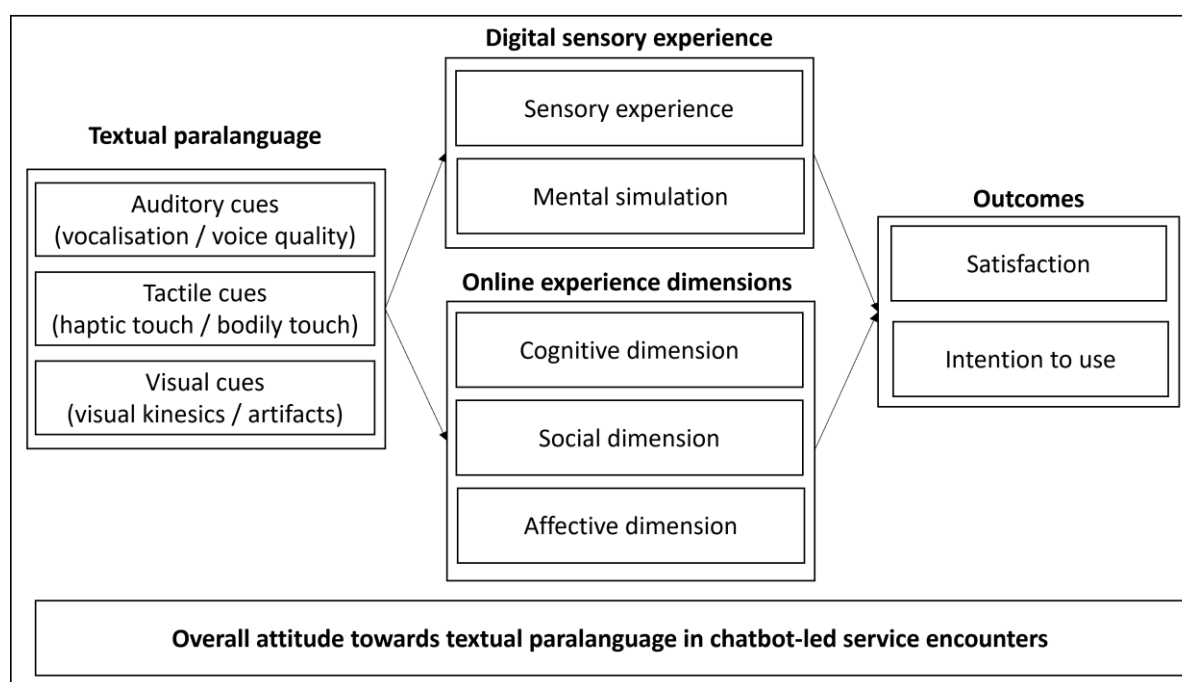 Textual paralanguage
Auditory cues
(vocalisation / voice quality)
Tactile cues
(haptic touch / bodily touch)
Visual cues
(visual kinesics / artifacts)
Digital sensory experience
Sensory experience
Mental simulation
Online experience dimensions
Cognitive dimension
Social dimension
Affective dimension
Outcomes
Satisfaction
Intention to use
Overall attitude towards textual paralanguage in chatbot-led service encounters